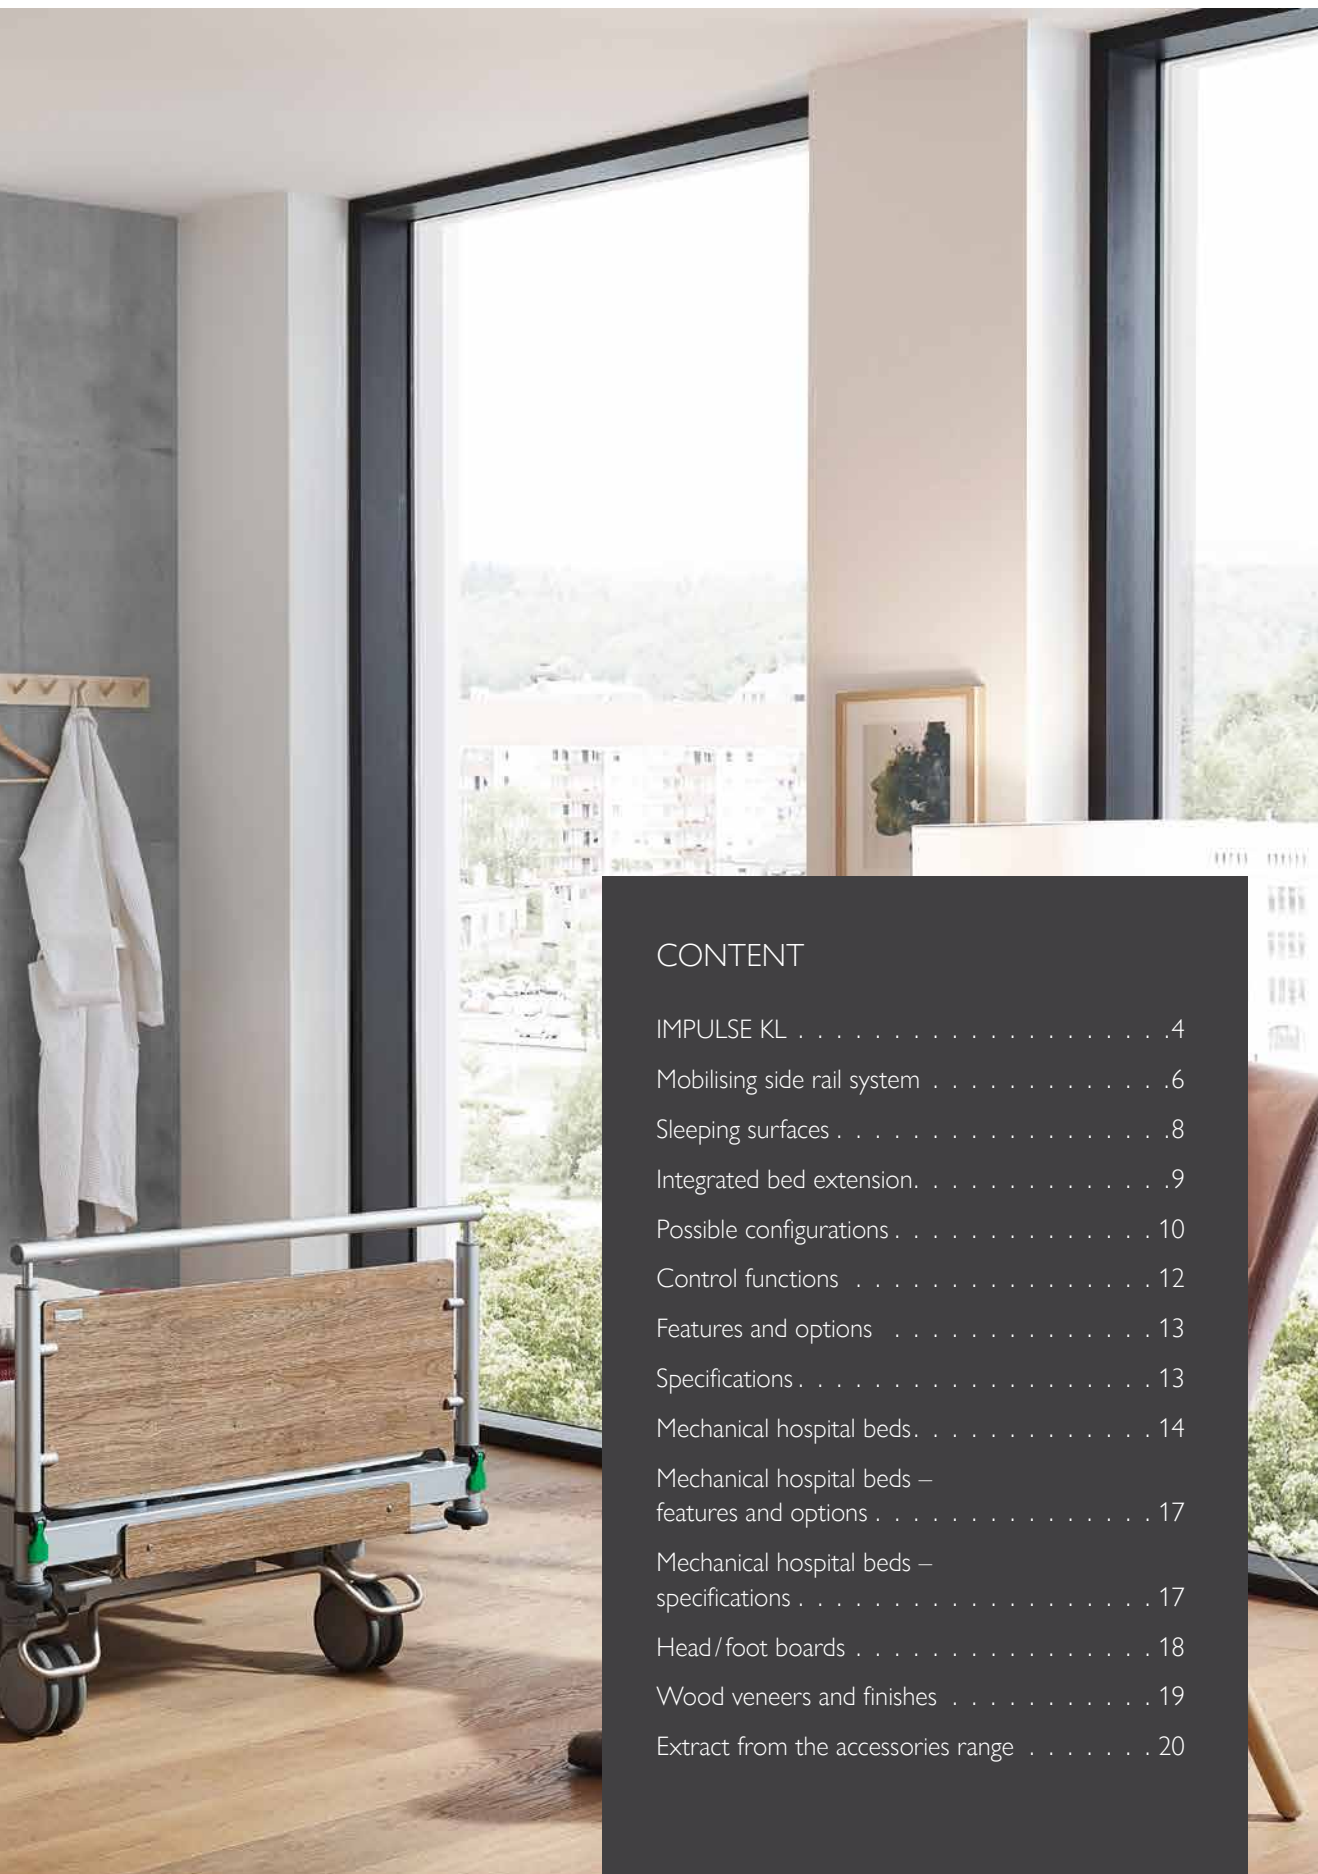 CONTENT
IMPULSE KL . . . . . . . . . . . . . . . . . . . .4
Mobilising side rail system . . . . . . . . . . . . .6
Sleeping surfaces . . . . . . . . . . . . . . . . . .8
Integrated bed extension. . . . . . . . . . . . . .9
Possible configurations . . . . . . . . . . . . . . 10
Control functions . . . . . . . . . . . . . . . . 12
Features and options . . . . . . . . . . . . . . 13
Specifications . . . . . . . . . . . . . . . . . . . 13
Mechanical hospital beds. . . . . . . . . . . . . 14
Mechanical hospital beds –
features and options . . . . . . . . . . . . . . . 17
Mechanical hospital beds –
specifications . . . . . . . . . . . . . . . . . . . 17
Head / foot boards . . . . . . . . . . . . . . . . 18
Wood veneers and finishes . . . . . . . . . . . 19
Extract from the accessories range . . . . . . . 20